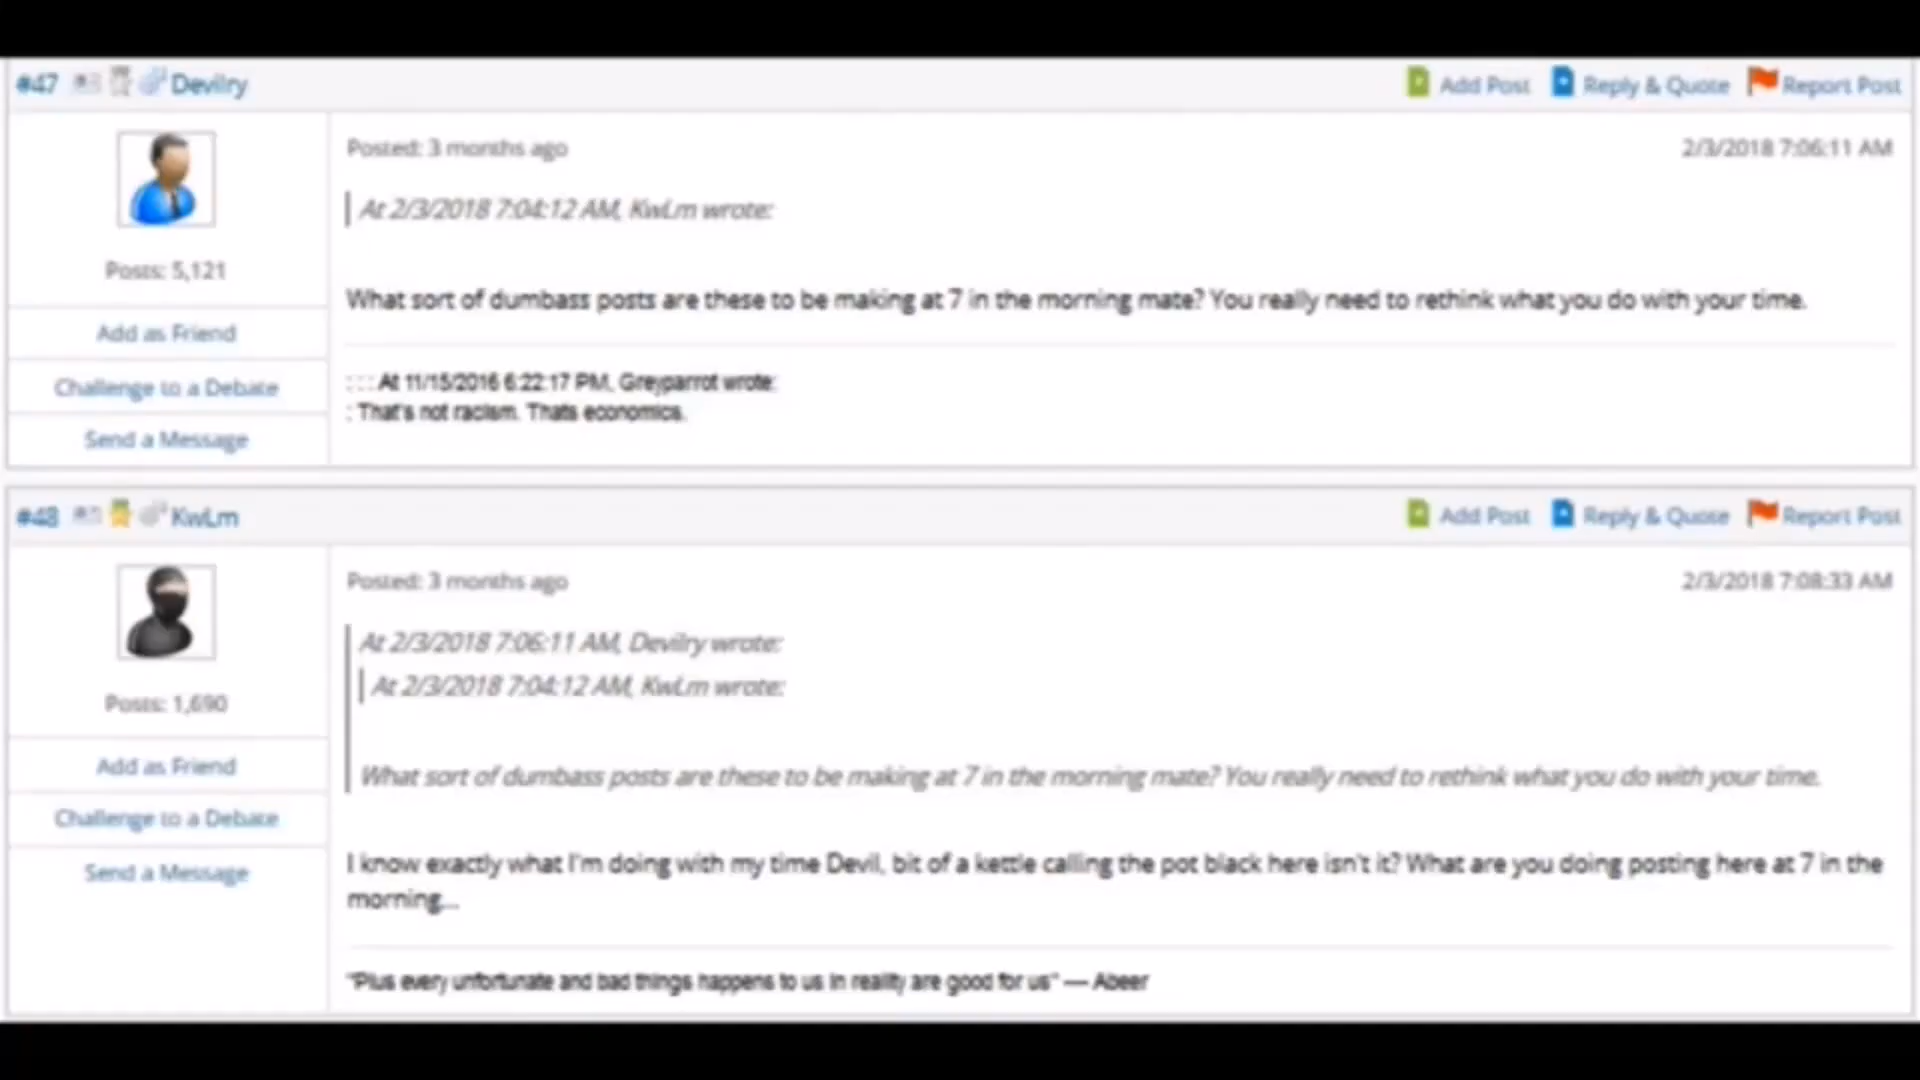 #47 Devilry Add Post Reply & Quote Report Post
Posted: 3 months ago 2/3/2018 7:06:11 AM
At 2/3/2018 7:04:12 AM, KwLm wrote:
Posts: 5,121
What sort of dumbass posts are these to be making at 7 in the morning mate? You really need to rethink what you do with your time.
Add as Friend
Challenge to a Debate
: : : At 11/15/2016 6:22:17 PM, Greyparrot wrote:
: That's not racism. Thats economics.
Send a Message
#48 KwLm Add Post Reply & Quote Report Post
Posted: 3 months ago 2/3/2018 7:08:33 AM
At 2/3/2018 7:06:11 AM, Devilry wrote:
At 2/3/2018 7:04:12 AM, KwLm wrote:
Posts: 1,690
Add as Friend
What sort of dumbass posts are these to be making at 7 in the morning mate? You really need to rethink what you do with your time.
Challenge to a Debate
Send a Message
I know exactly what I'm doing with my time Devil, bit of a kettle calling the pot black here isn't it? What are you doing posting here at 7 in the
morning...
"Plus every unfortunate and bad things happens to us in reality are good for us" — Abeer